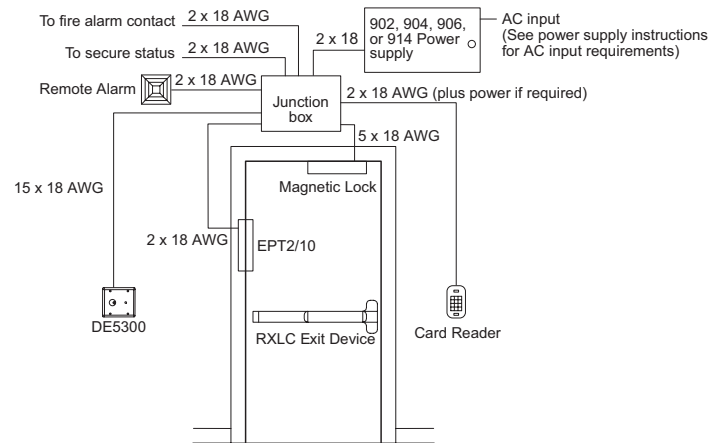 To fire alarm contact
2 x 18 AWG
To secure status
2 x 18 AWG
Remote Alarm
2 x 18 AWG
2 x 18
902, 904, 906,
or 914 Power
supply
AC input
(See power supply instructions
for AC input requirements)
Junction
box
2 x 18 AWG (plus power if required)
5 x 18 AWG
15 x 18 AWG
Magnetic Lock
2 x 18 AWG
EPT2/10
DE5300
RXLC Exit Device
Card Reader